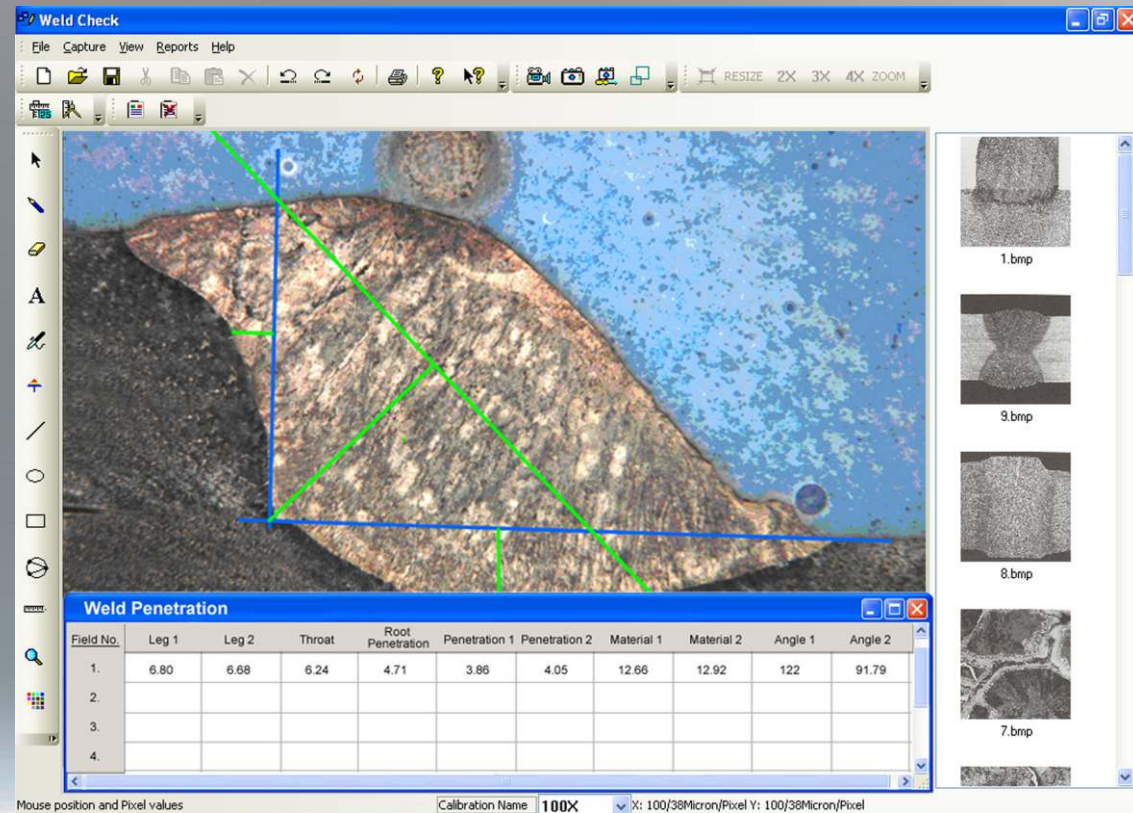 Weld Check
File Capture View Reports Help
RESIZE 2X 3X 4X ZOOM
125
A
1.bmp
9.bmp
8.bmp
7.bmp
Weld Penetration
Field No. Leg 1 Leg 2 Throat Root Penetration Penetration 1 Penetration 2 Material 1 Material 2 Angle 1 Angle 2
1. 6.80 6.68 6.24 4.71 3.86 4.05 12.66 12.92 122 91.79
2.
3.
4.
Mouse position and Pixel values Calibration Name 100X X: 100/38Micron/Pixel Y: 100/38Micron/Pixel